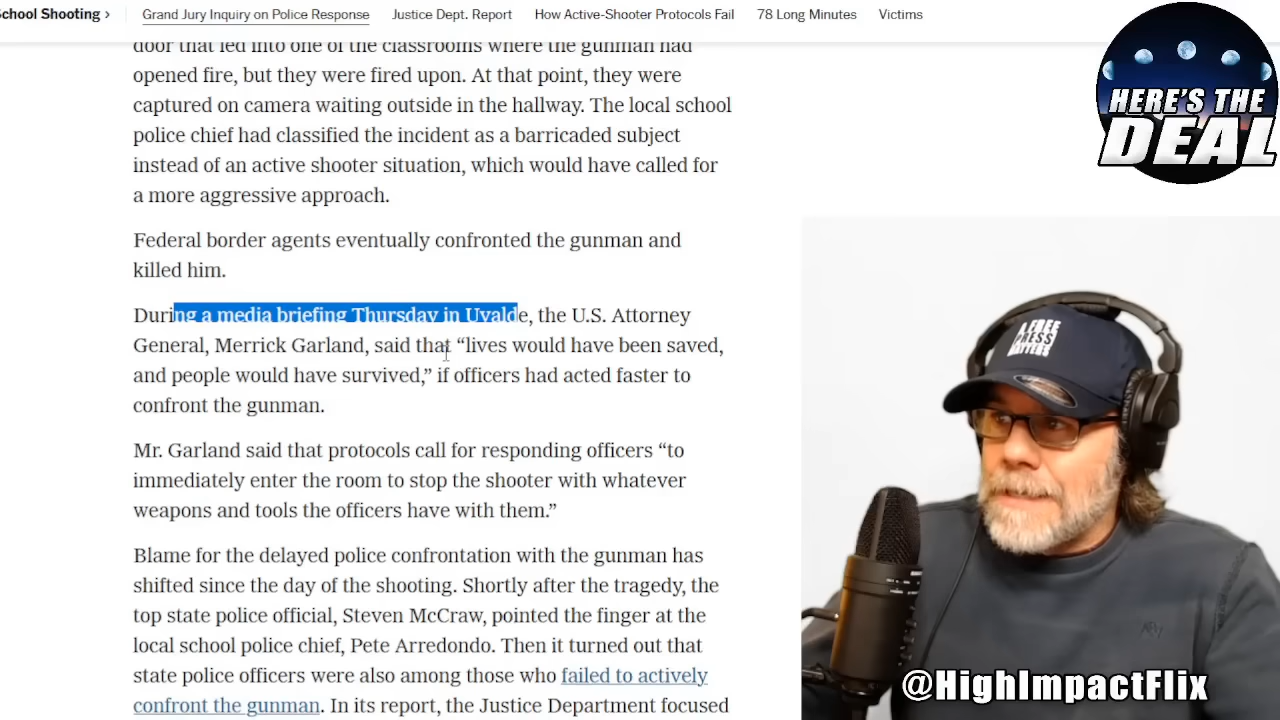 School Shooting ›
Grand Jury Inquiry on Police Response
Justice Dept. Report
How Active-Shooter Protocols Fail
78 Long Minutes
Victims
door that led into one of the classrooms where the gunman had
opened fire, but they were fired upon. At that point, they were
captured on camera waiting outside in the hallway. The local school
police chief had classified the incident as a barricaded subject
instead of an active shooter situation, which would have called for
a more aggressive approach.
Federal border agents eventually confronted the gunman and
killed him.
During a media briefing Thursday in Uvalde, the U.S. Attorney
General, Merrick Garland, said that “lives would have been saved,
and people would have survived,” if officers had acted faster to
confront the gunman.
Mr. Garland said that protocols call for responding officers “to
immediately enter the room to stop the shooter with whatever
weapons and tools the officers have with them.”
Blame for the delayed police confrontation with the gunman has
shifted since the day of the shooting. Shortly after the tragedy, the
top state police official, Steven McCraw, pointed the finger at the
local school police chief, Pete Arredondo. Then it turned out that
state police officers were also among those who failed to actively
confront the gunman. In its report, the Justice Department focused
HERE'S THE
DEAL
A FREE
PRESS
MATTERS
@HighImpactFlix